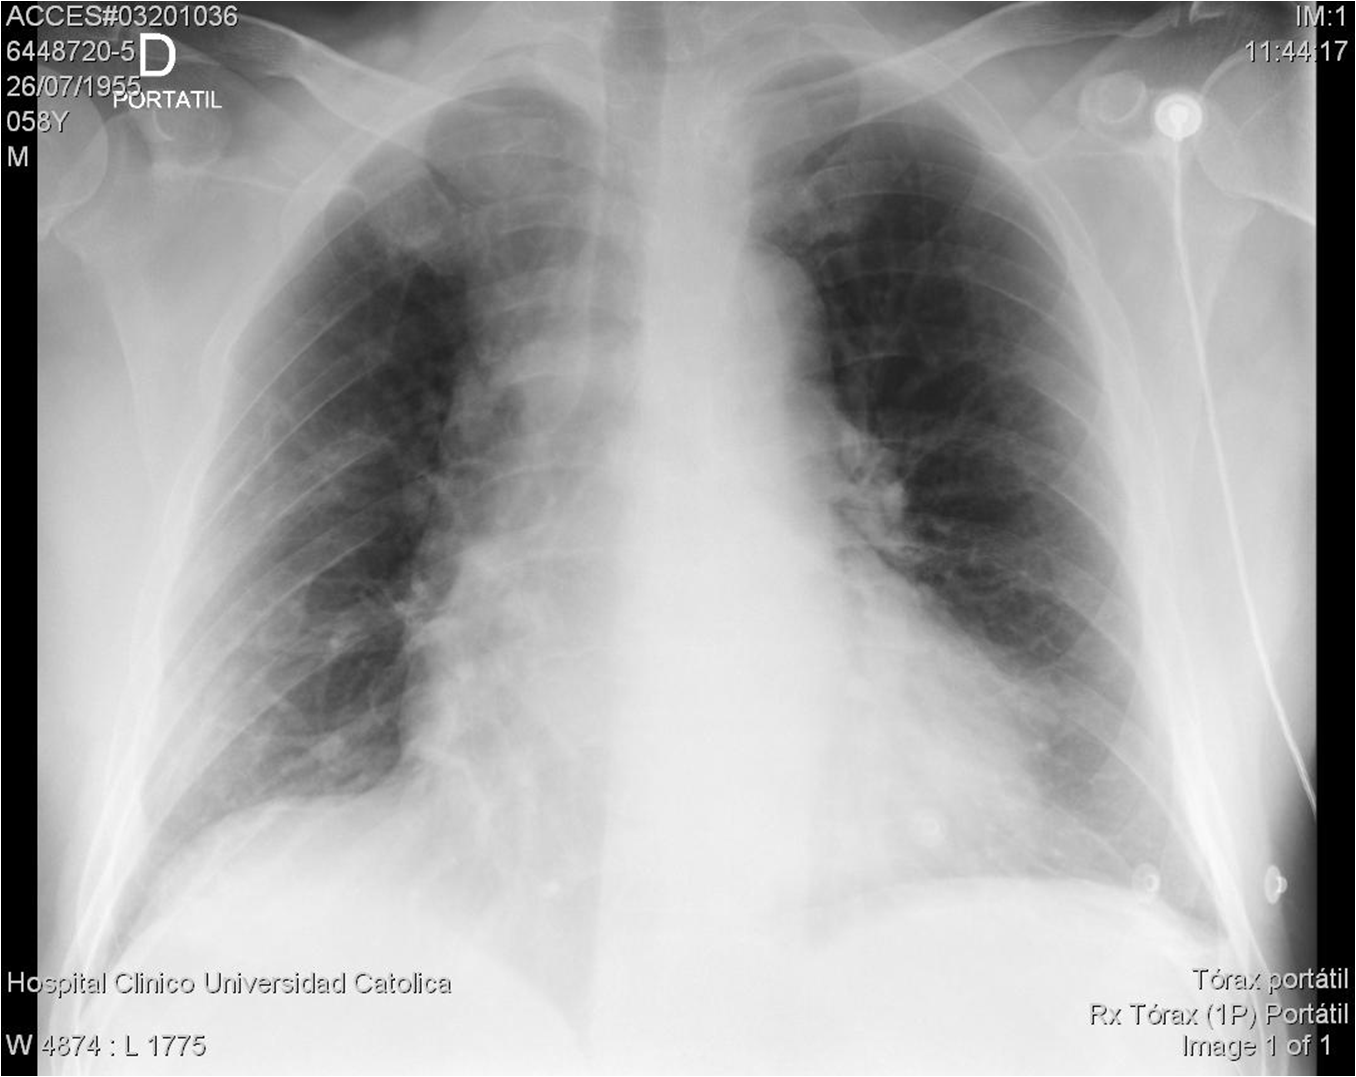 ACCES#03201036
6448720-5
D
26/07/1955
PORTATIL
058Y
M
IM:1
11:44:17
Hospital Clinico Universidad Catolica
W 4874 : L 1775
Tórax portátil
Rx Tórax (1P) Portátil
Image 1 of 1